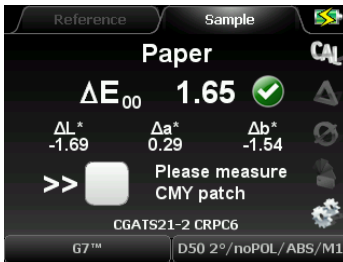 Reference
Sample
Paper
CAL
ΔE00 1.65
ΔL* Δa* Δb*
-1.69 0.29 -1.54
>>
Please measure
CMY patch
CGATS21-2 CRPC6
G7™ D50 2°/noPOL/ABS/M1